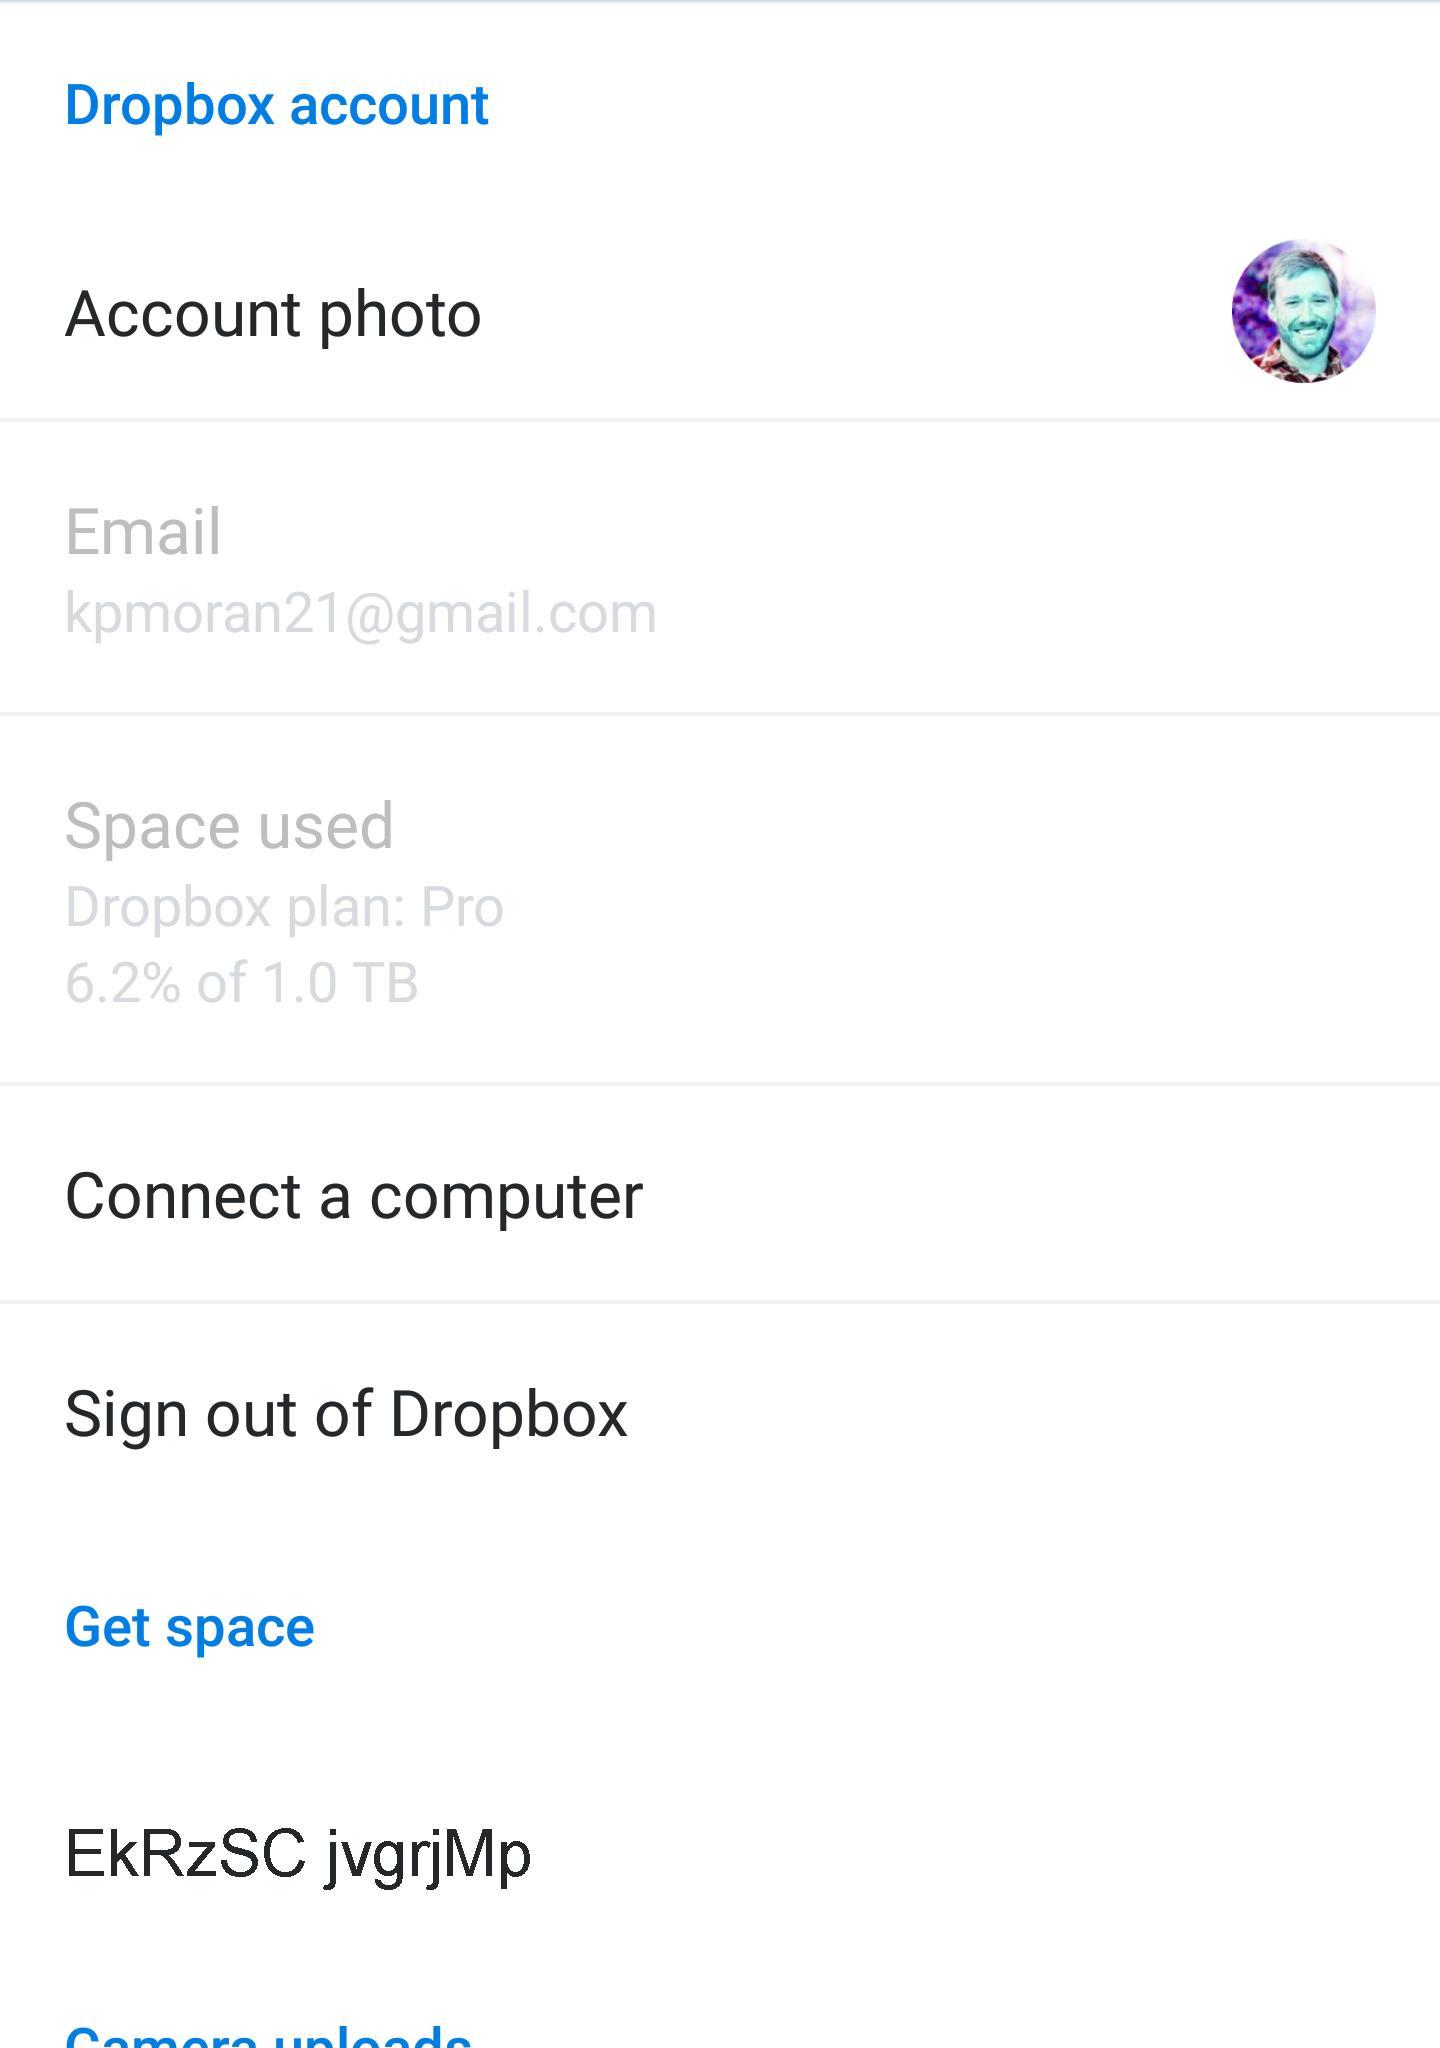 Dropbox account
Account photo
Email
kpmoran21@gmail.com
Space used
Dropbox plan: Pro
6.2% of 1.0 TB
Connect a computer
Sign out of Dropbox
Get space
EkRzSC jvgrjMp
Camera uploads